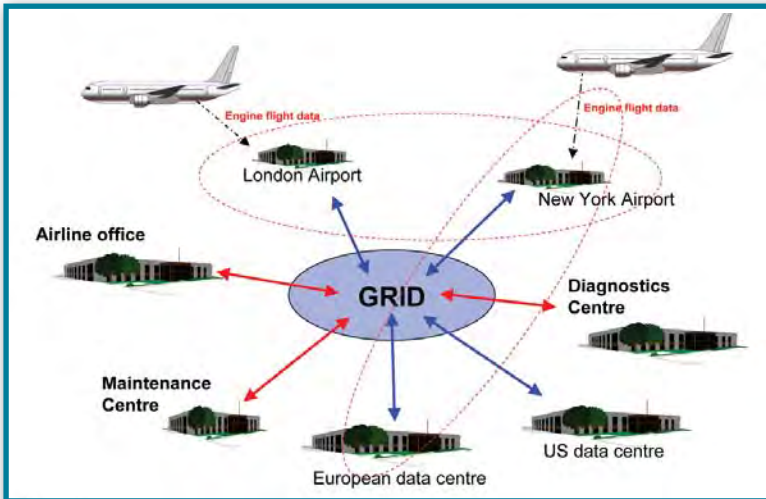 Engine flight data
Engine flight data
London Airport
New York Airport
Airline office
GRID
Diagnostics
Centre
Maintenance
Centre
European data centre
US data centre